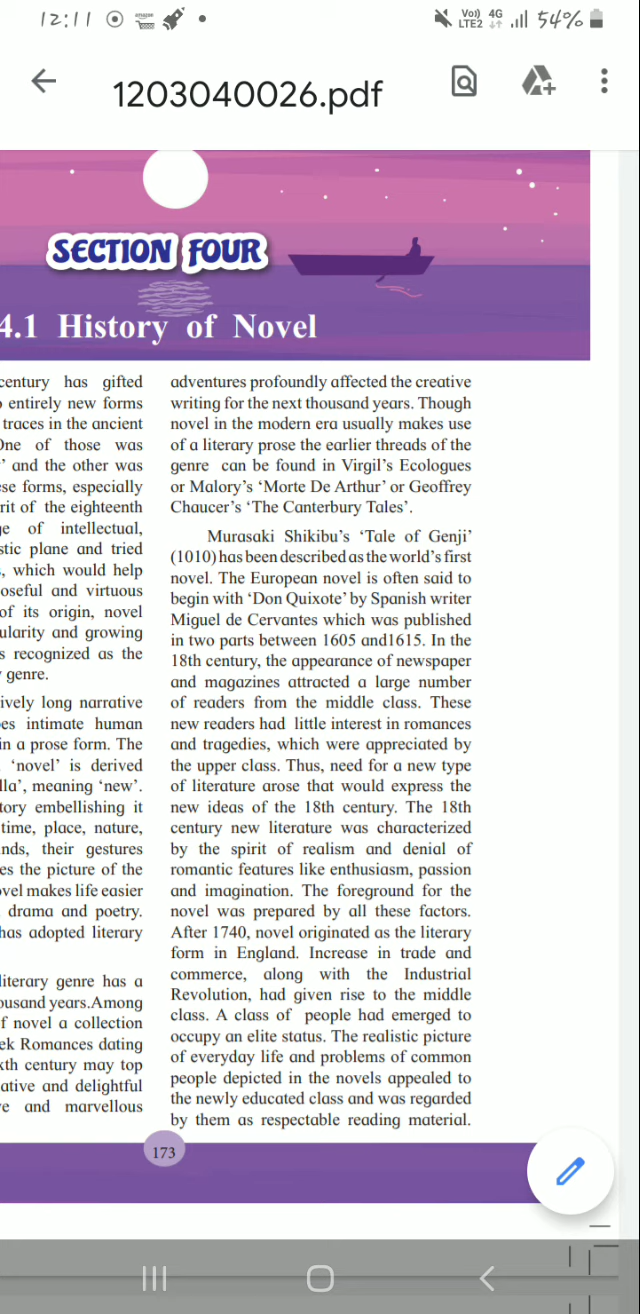 12:11
amazon
Vo)) 4G
LTE2
54%
1203040026.pdf
SECTION FOUR
4.1 History of Novel
century has gifted
entirely new forms
traces in the ancient
One of those was
’ and the other was
ese forms, especially
rit of the eighteenth
ge of intellectual,
stic plane and tried
, which would help
oseful and virtuous
of its origin, novel
ularity and growing
s recognized as the
genre.
ively long narrative
bes intimate human
in a prose form. The
‘novel’ is derived
lla’, meaning ‘new’.
tory embellishing it
time, place, nature,
nds, their gestures
es the picture of the
ovel makes life easier
drama and poetry.
has adopted literary
literary genre has a
ousand years.Among
f novel a collection
ek Romances dating
xth century may top
ative and delightful
ve and marvellous
adventures profoundly affected the creative
writing for the next thousand years. Though
novel in the modern era usually makes use
of a literary prose the earlier threads of the
genre can be found in Virgil’s Ecologues
or Malory’s ‘Morte De Arthur’ or Geoffrey
Chaucer’s ‘The Canterbury Tales’.
Murasaki Shikibu’s ‘Tale of Genji’
(1010) has been described as the world’s first
novel. The European novel is often said to
begin with ‘Don Quixote’ by Spanish writer
Miguel de Cervantes which was published
in two parts between 1605 and1615. In the
18th century, the appearance of newspaper
and magazines attracted a large number
of readers from the middle class. These
new readers had little interest in romances
and tragedies, which were appreciated by
the upper class. Thus, need for a new type
of literature arose that would express the
new ideas of the 18th century. The 18th
century new literature was characterized
by the spirit of realism and denial of
romantic features like enthusiasm, passion
and imagination. The foreground for the
novel was prepared by all these factors.
After 1740, novel originated as the literary
form in England. Increase in trade and
commerce, along with the Industrial
Revolution, had given rise to the middle
class. A class of people had emerged to
occupy an elite status. The realistic picture
of everyday life and problems of common
people depicted in the novels appealed to
the newly educated class and was regarded
by them as respectable reading material.
173